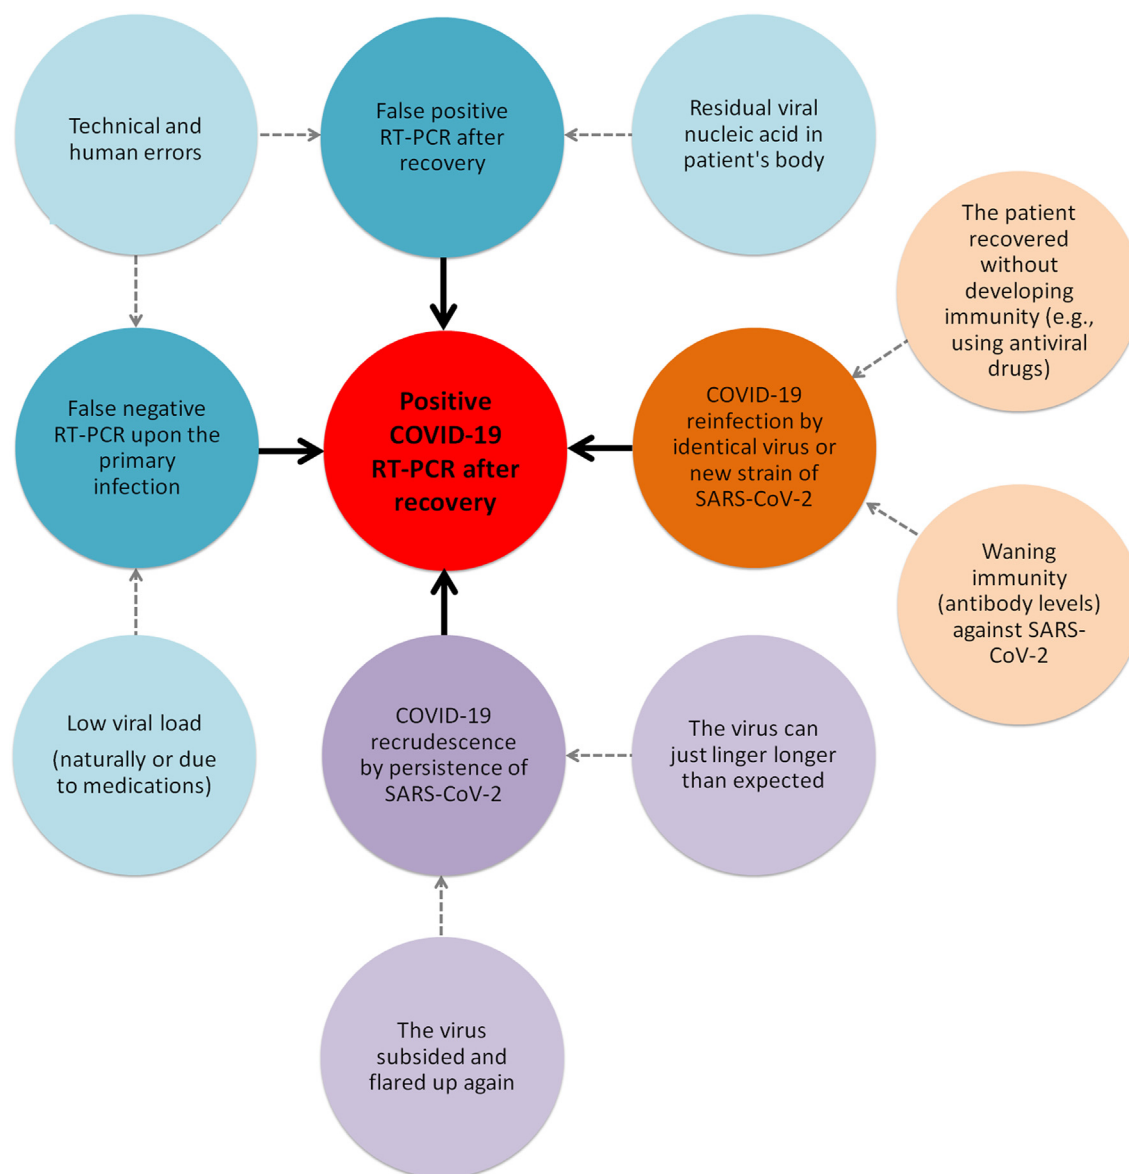 Technical and
human errors
False positive
RT-PCR after
recovery
Residual viral
nucleic acid in
patient's body
The patient
recovered
without
developing
immunity (e.g.,
using antiviral
drugs)
False negative
RT-PCR upon the
primary
infection
Positive
COVID-19
RT-PCR after
recovery
COVID-19
reinfection by
identical virus or
new strain of
SARS-CoV-2
Waning
immunity
(antibody levels)
against SARS-
CoV-2
Low viral load
(naturally or due
to medications)
COVID-19
recrudescence
by persistence of
SARS-CoV-2
The virus can
just linger longer
than expected
The virus
subsided and
flared up again